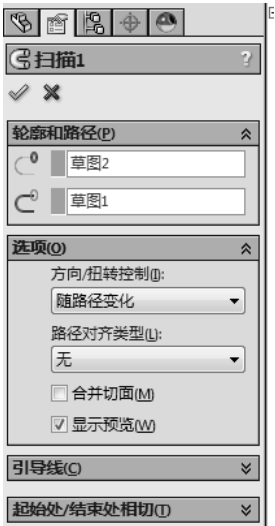 扫描1
?
轮廓和路径(P)
草图2
草图1
选项(O)
方向/扭转控制(I):
随路径变化
路径对齐类型(L):
无
合并切面(M)
显示预览(W)
引导线(C)
起始处/结束处相切(T)